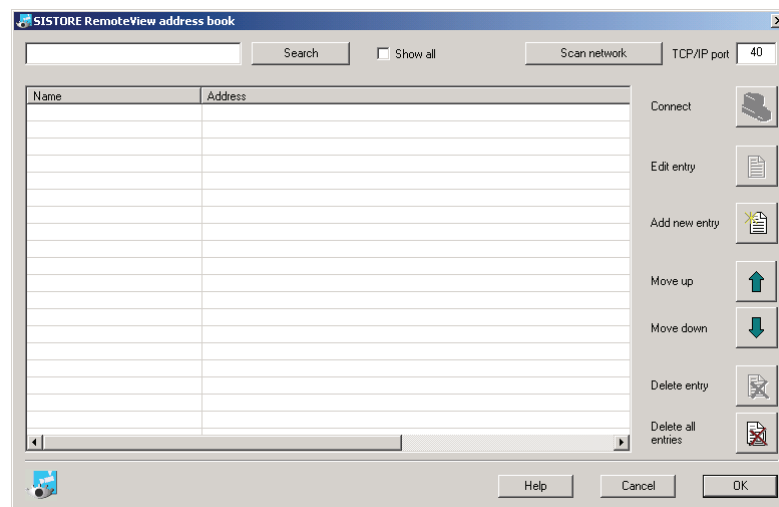 SISTORE RemoteView address book
Search
Show all
Scan network
TCP/IP port
40
Name
Address
Connect
Edit entry
Add new entry
Move up
Move down
Delete entry
Delete all
entries
Help
Cancel
OK